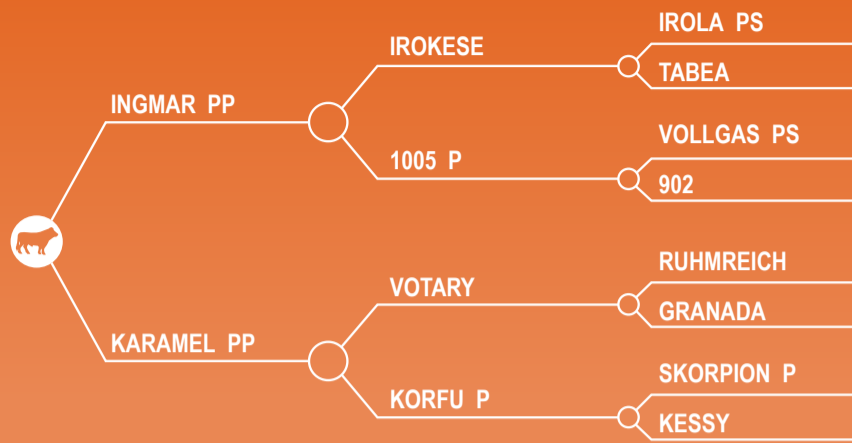 IROLA PS
IROKESE
TABEA
INGMAR PP
VOLLGAS PS
1005 P
902
RUHMREICH
VOTARY
GRANADA
KARAMEL PP
SKORPION P
KORFU P
KESSY